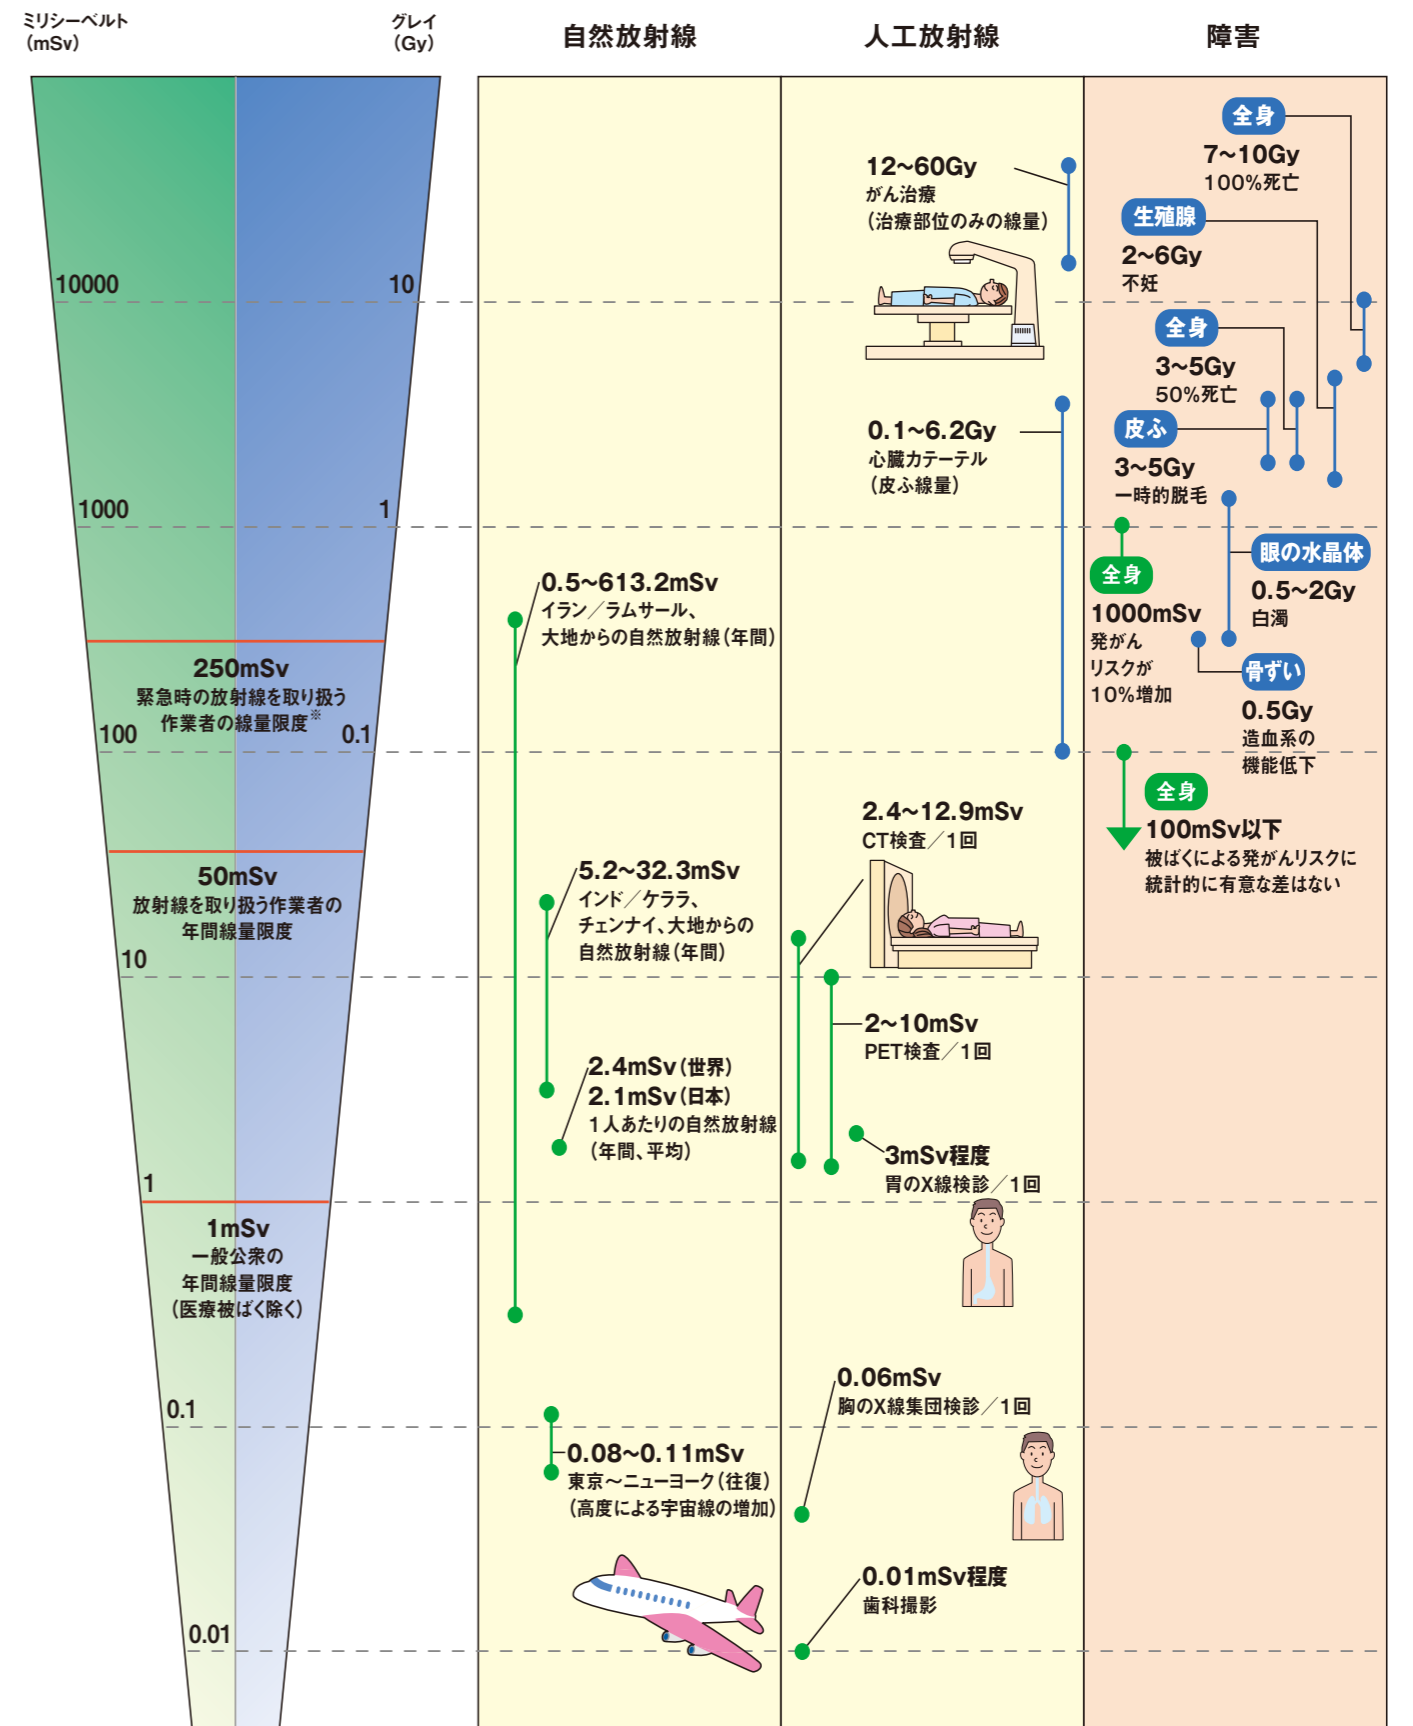 ミリシーベルト
(mSv)
グレイ
(Gy)
自然放射線
人工放射線
障害
10000
10
1000
1
250mSv
緊急時の放射線を取り扱う
作業者の線量限度※
100
0.1
50mSv
放射線を取り扱う作業者の
年間線量限度
10
1
1mSv
一般公衆の
年間線量限度
(医療被ばく除く)
0.1
0.01
0.5〜613.2mSv
イラン／ラムサール、
大地からの自然放射線(年間)
5.2〜32.3mSv
インド／ケララ、
チェンナイ、大地からの
自然放射線(年間)
2.4mSv(世界)
2.1mSv(日本)
1人あたりの自然放射線
(年間、平均)
0.08〜0.11mSv
東京〜ニューヨーク(往復)
(高度による宇宙線の増加)
12〜60Gy
がん治療
(治療部位のみの線量)
0.1〜6.2Gy
心臓カテーテル
(皮ふ線量)
2.4〜12.9mSv
CT検査／1回
2〜10mSv
PET検査／1回
3mSv程度
胃のX線検診／1回
0.06mSv
胸のX線集団検診／1回
0.01mSv程度
歯科撮影
全身
7〜10Gy
100%死亡
生殖腺
2〜6Gy
不妊
全身
3〜5Gy
50%死亡
皮ふ
3〜5Gy
一時的脱毛
眼の水晶体
0.5〜2Gy
白濁
全身
1000mSv
発がん
リスクが
10%増加
骨ずい
0.5Gy
造血系の
機能低下
全身
100mSv以下
被ばくによる発がんリスクに
統計的に有意な差はない